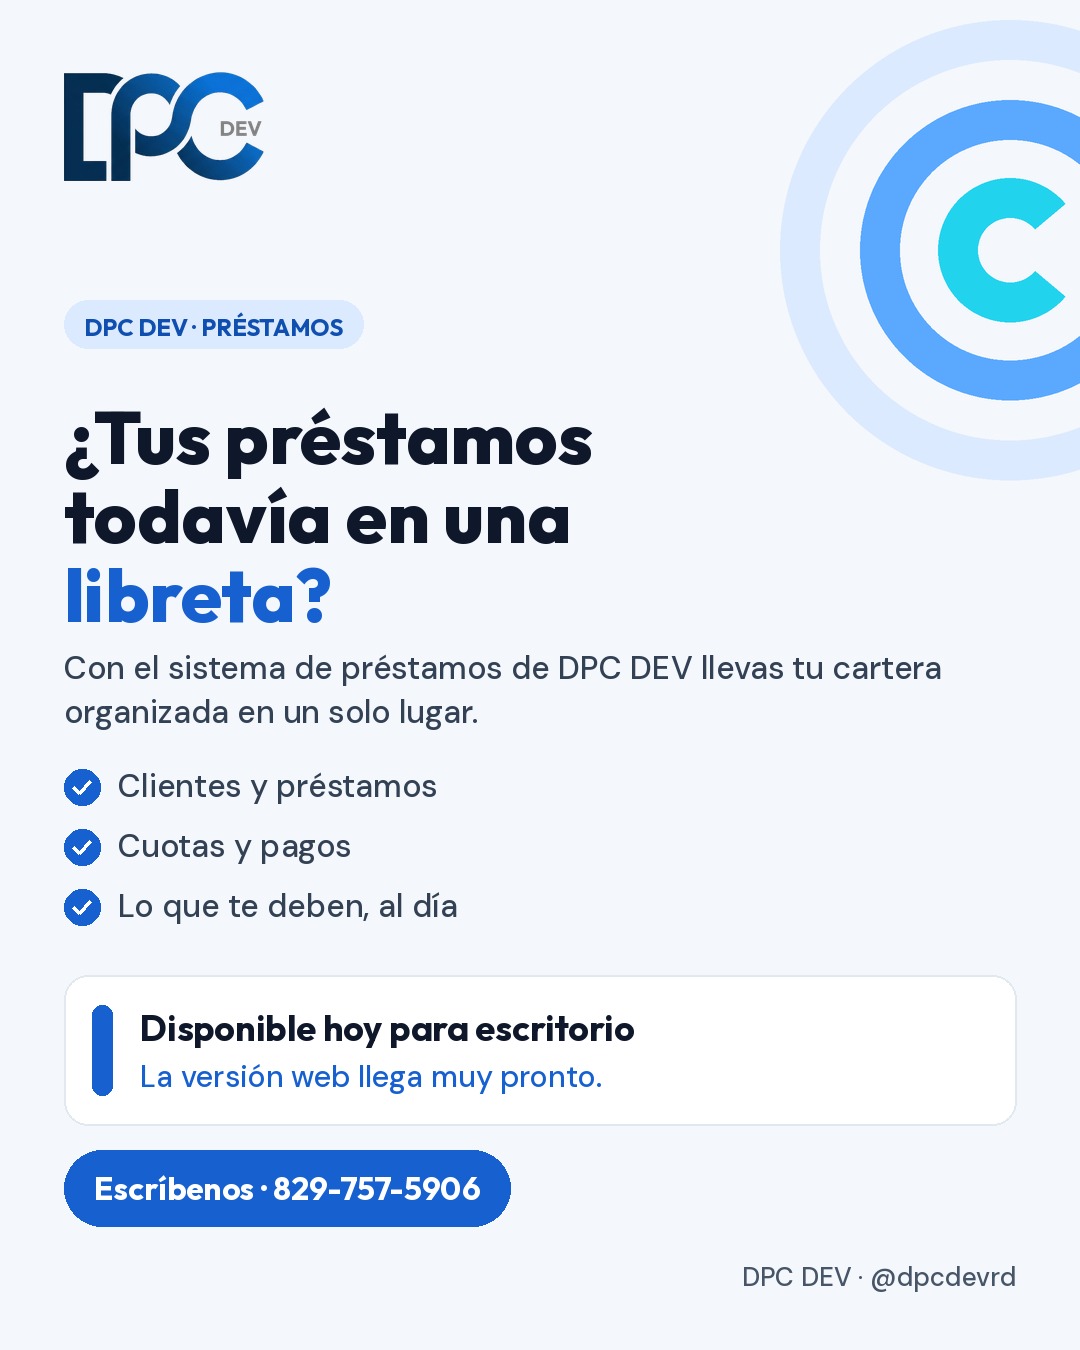 DPC
DEV
DPC DEV · PRÉSTAMOS
¿Tus préstamos
todavía en una
libreta?
Con el sistema de préstamos de DPC DEV llevas tu cartera
organizada en un solo lugar.
Clientes y préstamos
Cuotas y pagos
Lo que te deben, al día
Disponible hoy para escritorio
La versión web llega muy pronto.
Escríbenos · 829-757-5906
DPC DEV · @dpcdevrd